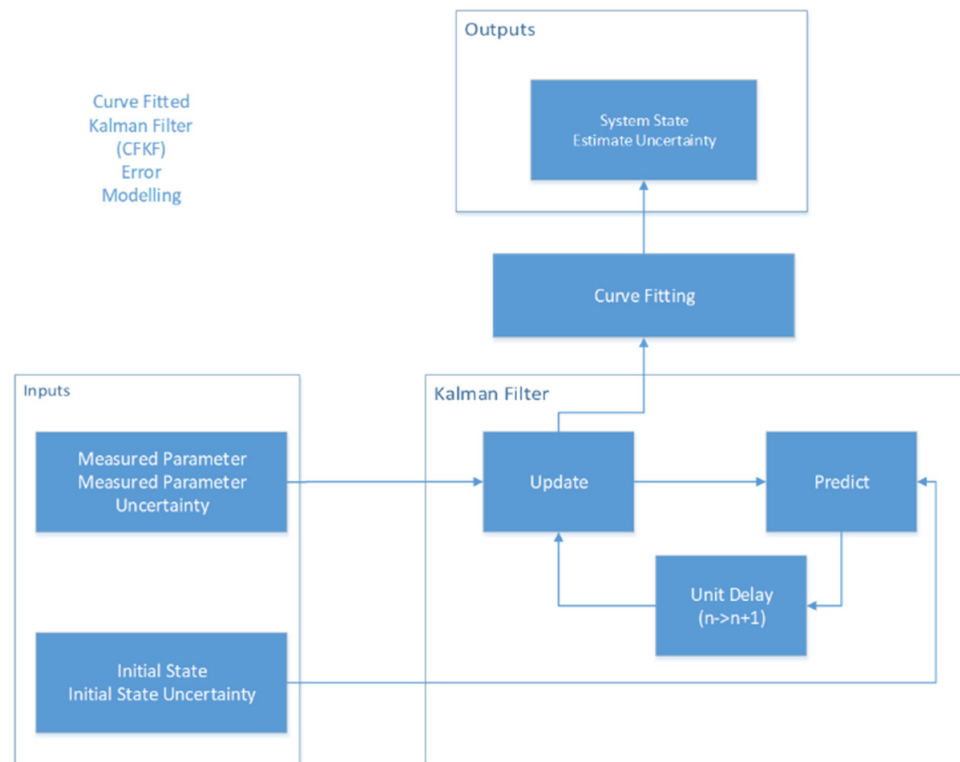 Outputs
System State
Estimate Uncertainty
Curve Fitted
Kalman Filter
(CFKF)
Error
Modelling
Curve Fitting
Inputs
Measured Parameter
Measured Parameter
Uncertainty
Initial State
Initial State Uncertainty
Kalman Filter
Update
Predict
Unit Delay
(n->n+1)